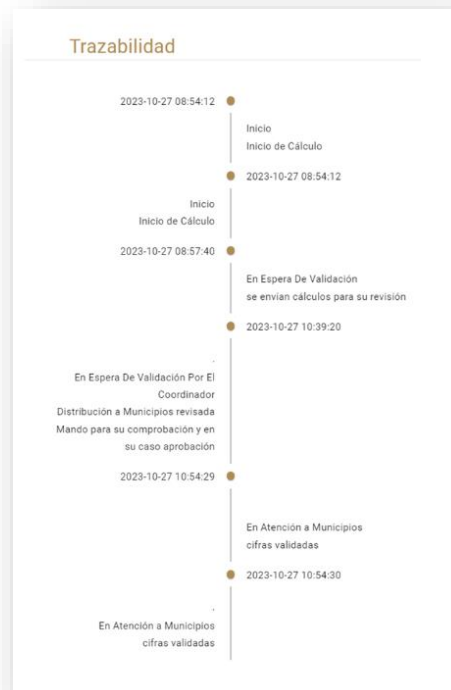 Trazabilidad
2023-10-27 08:54:12
Inicio
Inicio de Cálculo
2023-10-27 08:54:12
Inicio
Inicio de Cálculo
2023-10-27 08:57:40
En Espera De Validación
se envían cálculos para su revisión
2023-10-27 10:39:20
.
En Espera De Validación Por El
Coordinador
Distribución a Municipios revisada
Mando para su comprobación y en
su caso aprobación
2023-10-27 10:54:29
En Atención a Municipios
cifras validadas
2023-10-27 10:54:30
.
En Atención a Municipios
cifras validadas